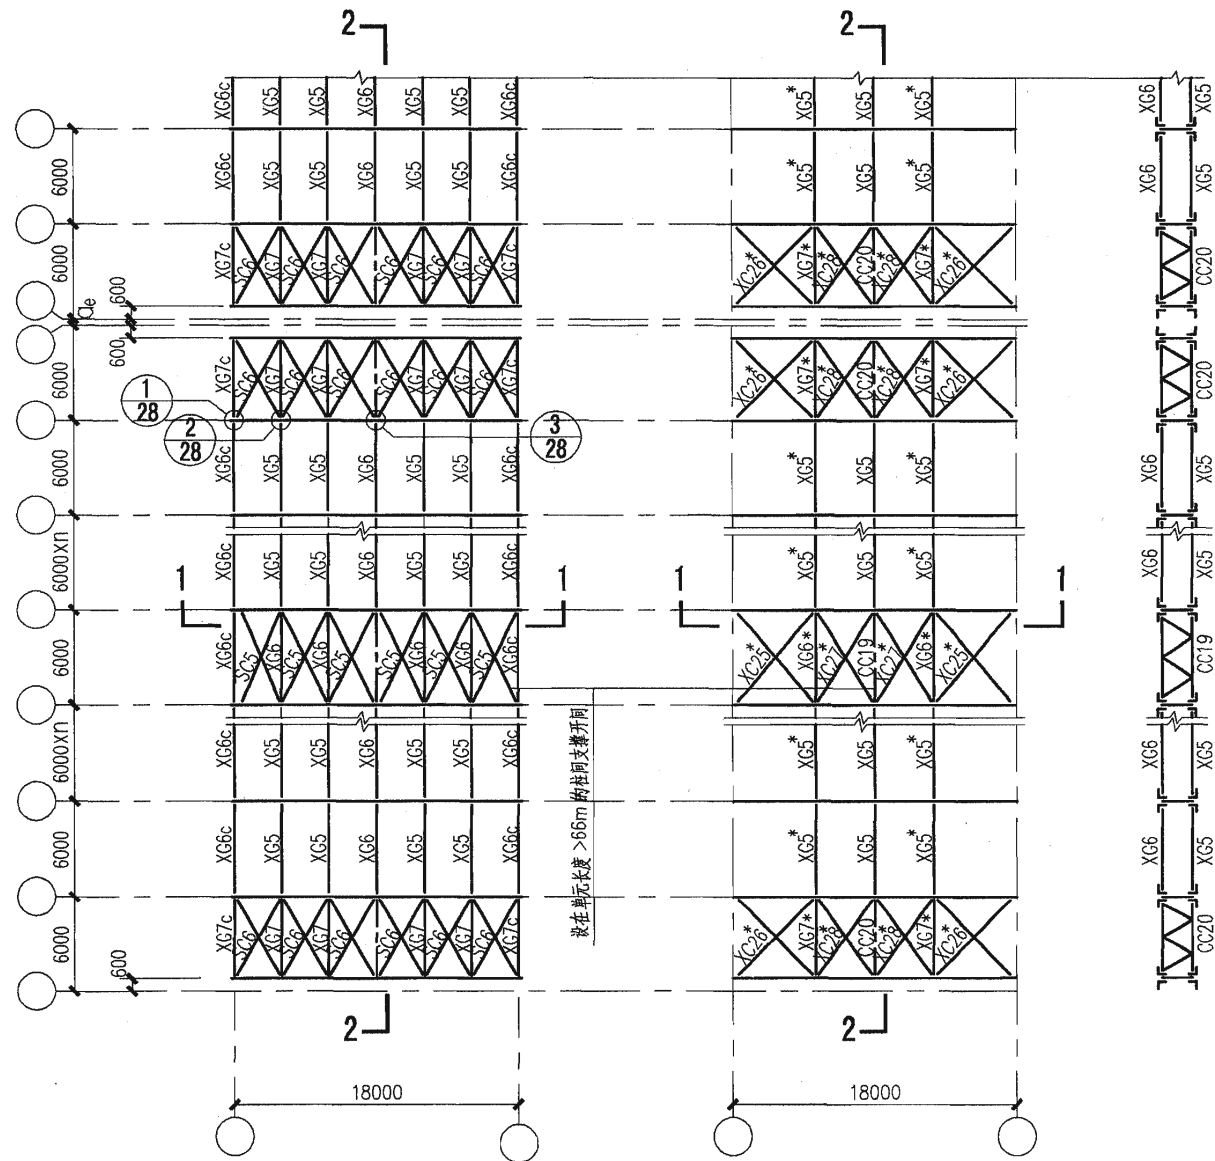 2 2
XG6c XG5 XG5 XG6 XG5 XG5 XG6c XG5* XG5 XG5* XG6 XG5
6000 XG6c XG5 XG5 XG6 XG5 XG5 XG6c XG5* XG5 XG5* XG6 XG5
6000 XG7c SC6 XG7 SC6 XG7 SC6 SC6 XG7 SC6 XG7 SC6 XG7c XC26* XG7* XC28* CC20 XC28* XG7* XC26* CC20
600 ae
600
6000 XG7c SC6 XG7 SC6 XG7 SC6 SC6 XG7 SC6 XG7 SC6 XG7c XC26* XG7* XC28* CC20 XC28* XG7* XC26* CC20
1 28
2 28
3 28
6000 XG6c XG5 XG5 XG6 XG5 XG5 XG6c XG5* XG5 XG5* XG6 XG5
6000Xn XG6c XG5 XG5 XG6 XG5 XG5 XG6c XG5* XG5 XG5* XG6 XG5
1 1 1 1
6000 XG6c SC5 XG6 SC5 XG6 SC5 SC5 XG6 SC5 XG6 SC5 XG6c XC25* XG6* XC27* CC19 XC27* XG6* XC25* CC19
设在单元长度>66m的柱间支撑开间
6000Xn XG6c XG5 XG5 XG6 XG5 XG5 XG6c XG5* XG5 XG5* XG6 XG5
6000 XG6c XG5 XG5 XG6 XG5 XG5 XG6c XG5* XG5 XG5* XG6 XG5
6000 XG7c SC6 XG7 SC6 XG7 SC6 SC6 XG7 SC6 XG7 SC6 XG7c XC26* XG7* XC28* CC20 XC28* XG7* XC26* CC20
600
2 2
18000 18000